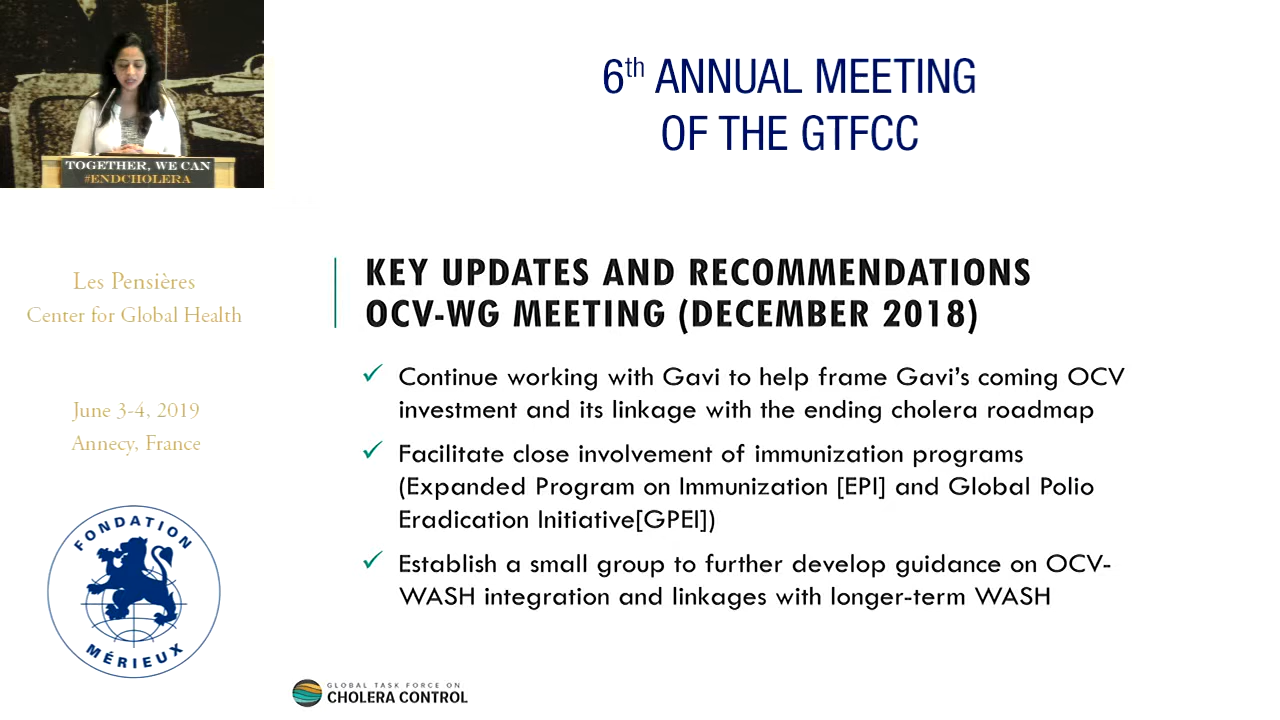 TOGETHER, WE CAN
#ENDCHOLERA
6th ANNUAL MEETING
OF THE GTFCC
Les Pensières
Center for Global Health
June 3-4, 2019
Annecy, France
FONDATION
MÉRIEUX
KEY UPDATES AND RECOMMENDATIONS
OCV-WG MEETING (DECEMBER 2018)
✓ Continue working with Gavi to help frame Gavi's coming OCV
investment and its linkage with the ending cholera roadmap
✓ Facilitate close involvement of immunization programs
(Expanded Program on Immunization [EPI] and Global Polio
Eradication Initiative[GPEI])
✓ Establish a small group to further develop guidance on OCV-
WASH integration and linkages with longer-term WASH
GLOBAL TASK FORCE ON
CHOLERA CONTROL